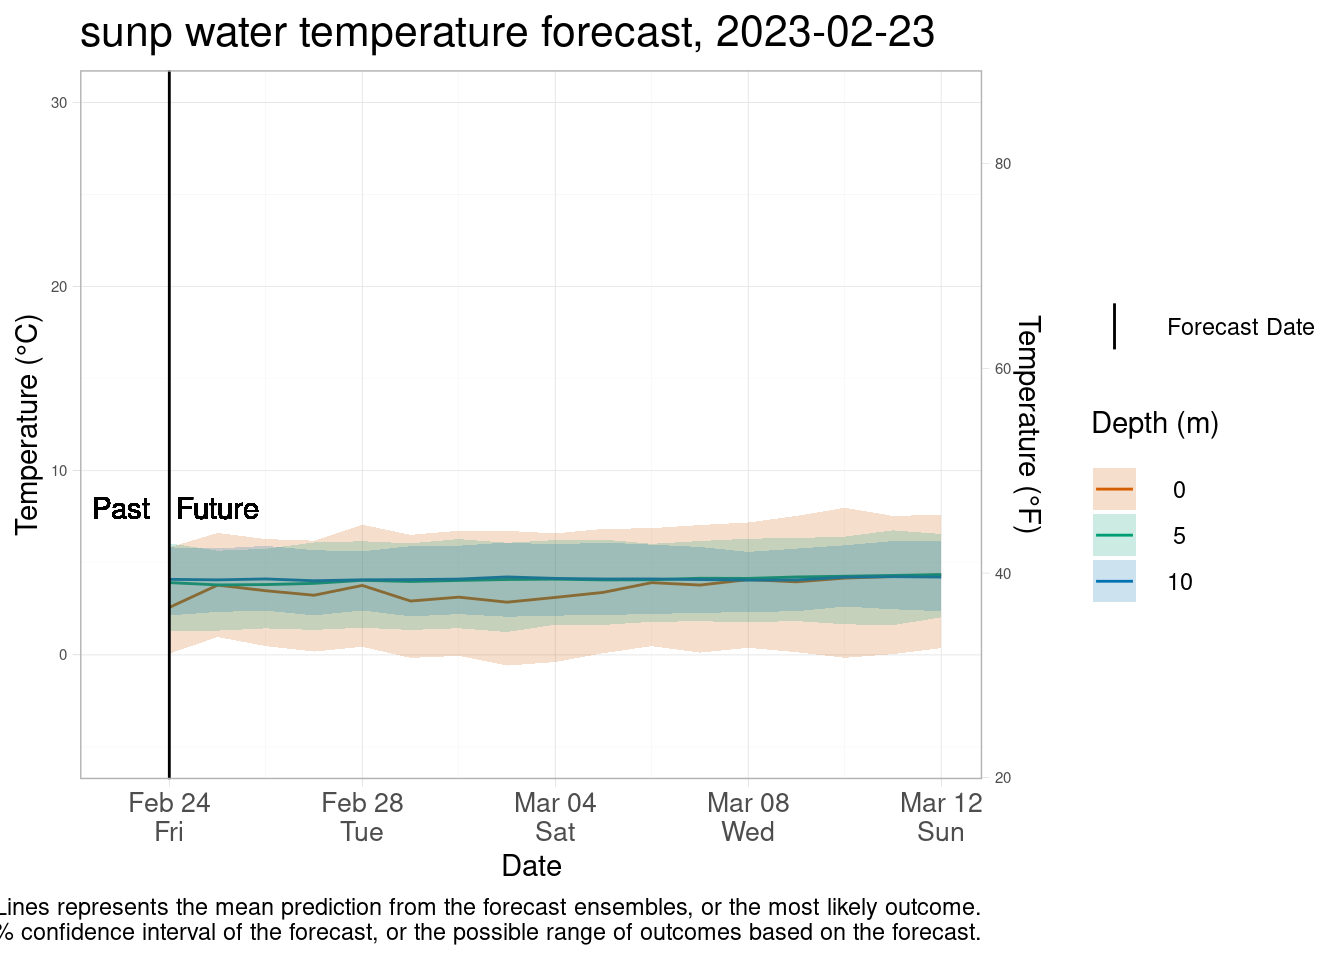 sunp water temperature forecast, 2023-02-23
30
20
10
0
Temperature (°C)
80
60
40
20
Temperature (°F)
Past
Future
Feb 24
Fri
Feb 28
Tue
Mar 04
Sat
Mar 08
Wed
Mar 12
Sun
Date
Forecast Date
Depth (m)
0
5
10
Lines represents the mean prediction from the forecast ensembles, or the most likely outcome.
% confidence interval of the forecast, or the possible range of outcomes based on the forecast.